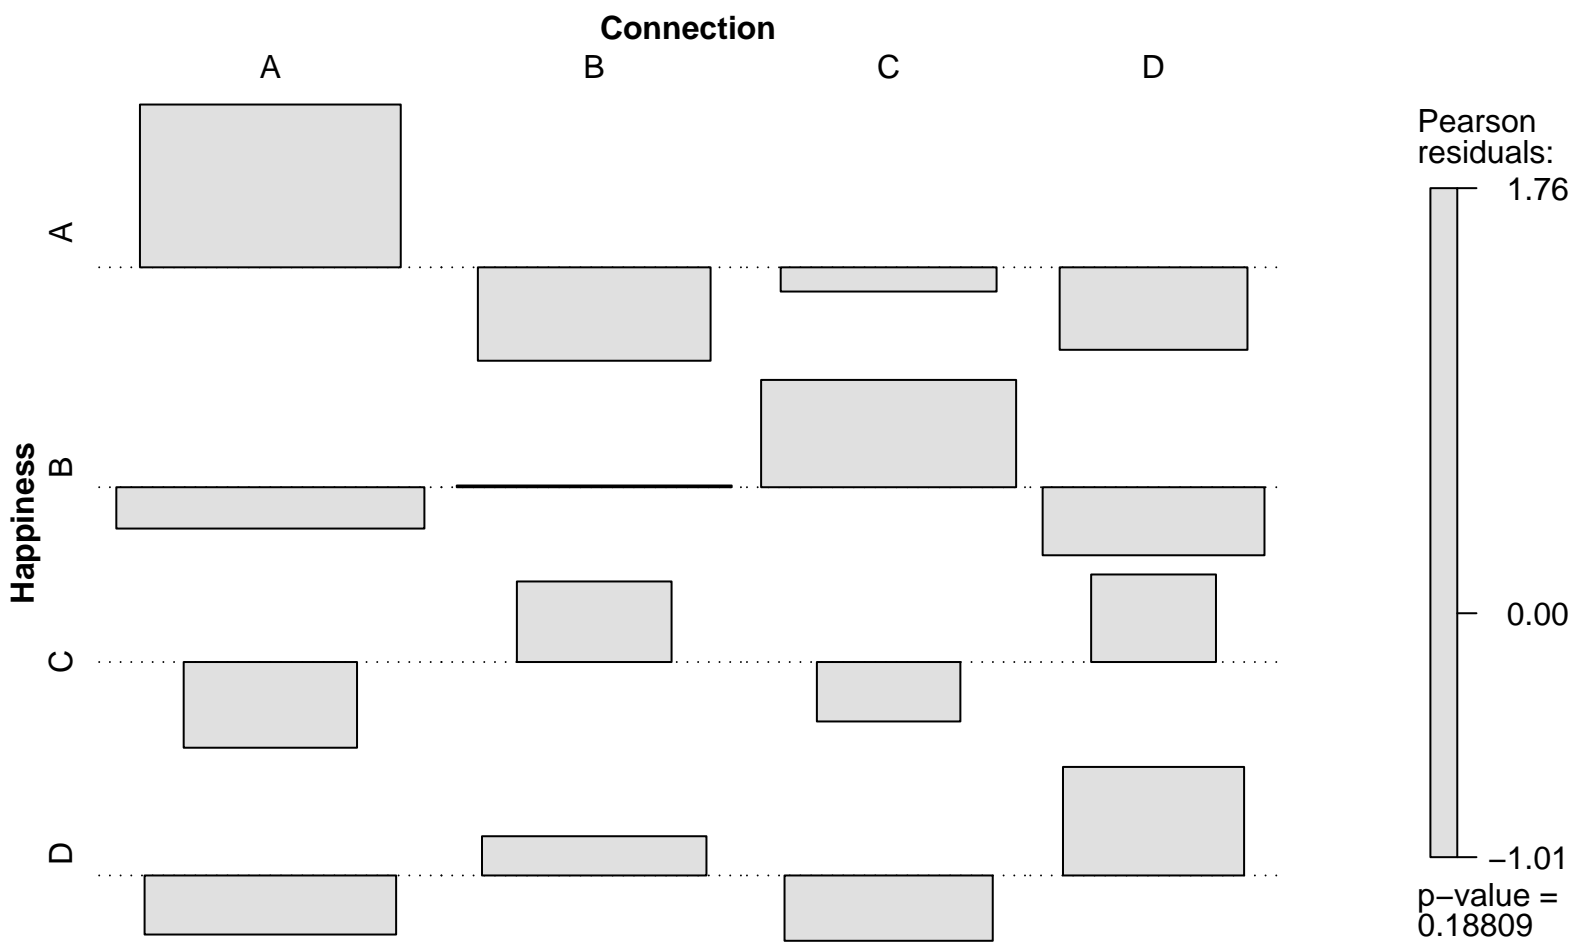 Connection
A B C D
Pearson
residuals:
1.76
A
B
Happiness
C
0.00
D
−1.01
p−value =
0.18809